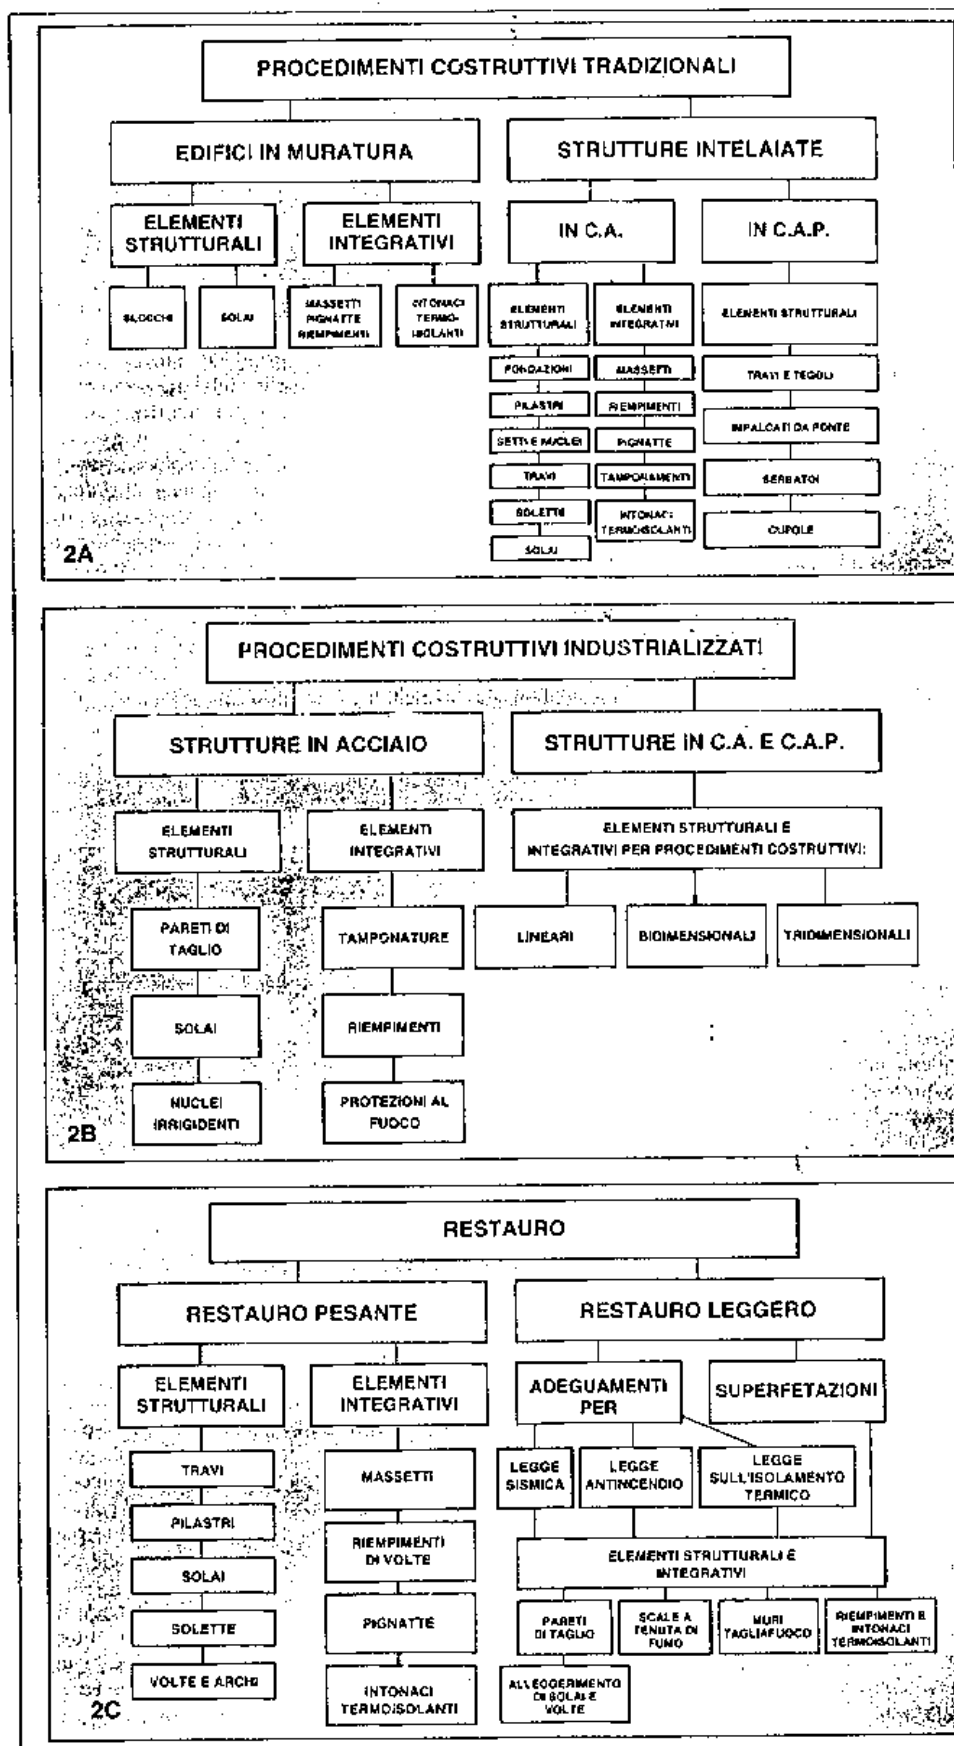 PROCEDIMENTI COSTRUTTIVI TRADIZIONALI
EDIFICI IN MURATURA
STRUTTURE INTELAIATE
ELEMENTI
STRUTTURALI
ELEMENTI
INTEGRATIVI
IN C.A.
IN C.A.P.
BLOCCHI
SOLAI
MASSETTI
PIGNATTE
RIEMPIMENTI
INTONACI
TERMO-
ISOLANTI
ELEMENTI
STRUTTURALI
ELEMENTI
INTEGRATIVI
ELEMENTI STRUTTURALI
FONDAZIONI
MASSETTI
TRAVI E TEGOLI
PILASTRI
RIEMPIMENTI
IMPALCATI DA PONTE
SETTI E NUCLEI
PIGNATTE
TRAVI
TAMPONAMENTI
SERBATOI
SOLETTE
INTONACI
TERMOISOLANTI
CUPOLE
SOLAI
2A
PROCEDIMENTI COSTRUTTIVI INDUSTRIALIZZATI
STRUTTURE IN ACCIAIO
STRUTTURE IN C.A. E C.A.P.
ELEMENTI
STRUTTURALI
ELEMENTI
INTEGRATIVI
ELEMENTI STRUTTURALI E
INTEGRATIVI PER PROCEDIMENTI COSTRUTTIVI:
PARETI DI
TAGLIO
TAMPONATURE
LINEARI
BIDIMENSIONALI
TRIDIMENSIONALI
SOLAI
RIEMPIMENTI
NUCLEI
IRRIGIDENTI
PROTEZIONI AL
FUOCO
2B
RESTAURO
RESTAURO PESANTE
RESTAURO LEGGERO
ELEMENTI
STRUTTURALI
ELEMENTI
INTEGRATIVI
ADEGUAMENTI
PER
SUPERFETAZIONI
TRAVI
MASSETTI
LEGGE
SISMICA
LEGGE
ANTINCENDIO
LEGGE
SULL'ISOLAMENTO
TERMICO
PILASTRI
RIEMPIMENTI
DI VOLTE
ELEMENTI STRUTTURALI E
INTEGRATIVI
SOLAI
SOLETTE
PIGNATTE
PARETI
DI TAGLIO
SCALE A
TENUTA DI
FUMO
MURI
TAGLIAFUOCO
RIEMPIMENTI E
INTONACI
TERMOISOLANTI
VOLTE E ARCHI
INTONACI
TERMOISOLANTI
ALLEGGERIMENTO
DI SOLAI E
VOLTE
2C